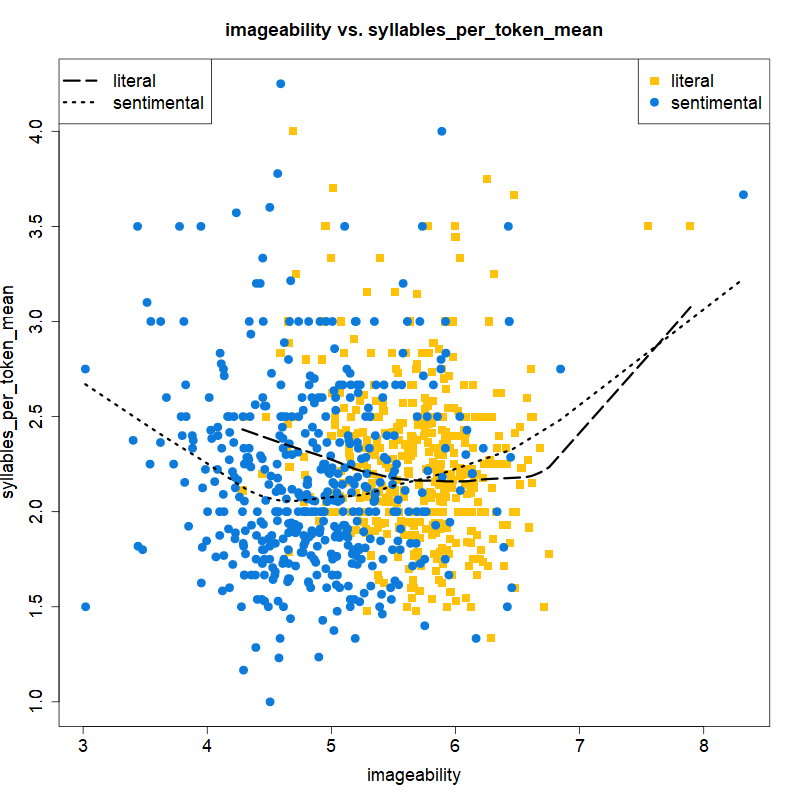 imageability vs. syllables_per_token_mean
literal
sentimental
literal
sentimental
syllables_per_token_mean
4.0
3.5
3.0
2.5
2.0
1.5
1.0
3 4 5 6 7 8
imageability